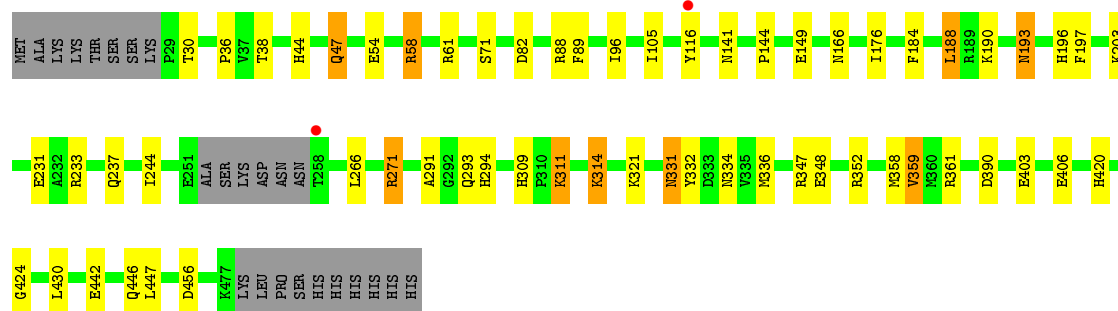 MET ALA LYS LYS THR SER SER LYS P29 T30 P36 V37 T38 H44 Q47 E54 R58 R61 S71 D82 R88 F89 I96 I105 Y116 N141 P144 E149 N166 I176 F184 L188 R189 K190 N193 H196 F197
E231 A232 R233 Q237 I244 E251 ALA SER LYS ASP ASN ASN T258 L266 R271 A291 G292 Q293 H294 H309 P310 K311 K314 K321 N331 Y332 D333 N334 V335 M336 R347 E348 R352 M358 V359 M360 R361 D390 E403 E406 H420
G424 L430 E442 Q446 L447 D456 K477 LYS LEU PRO SER HIS HIS HIS HIS HIS HIS